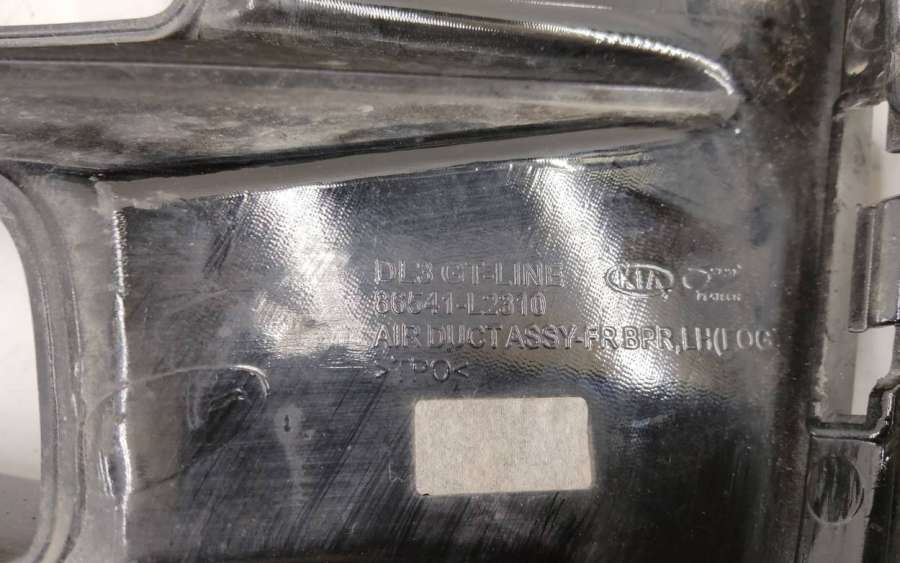 DL3 GT-LINE
KIA
86541-L2310
AIR DUCT ASSY-FR BPR,LH(FOG
>TPO<